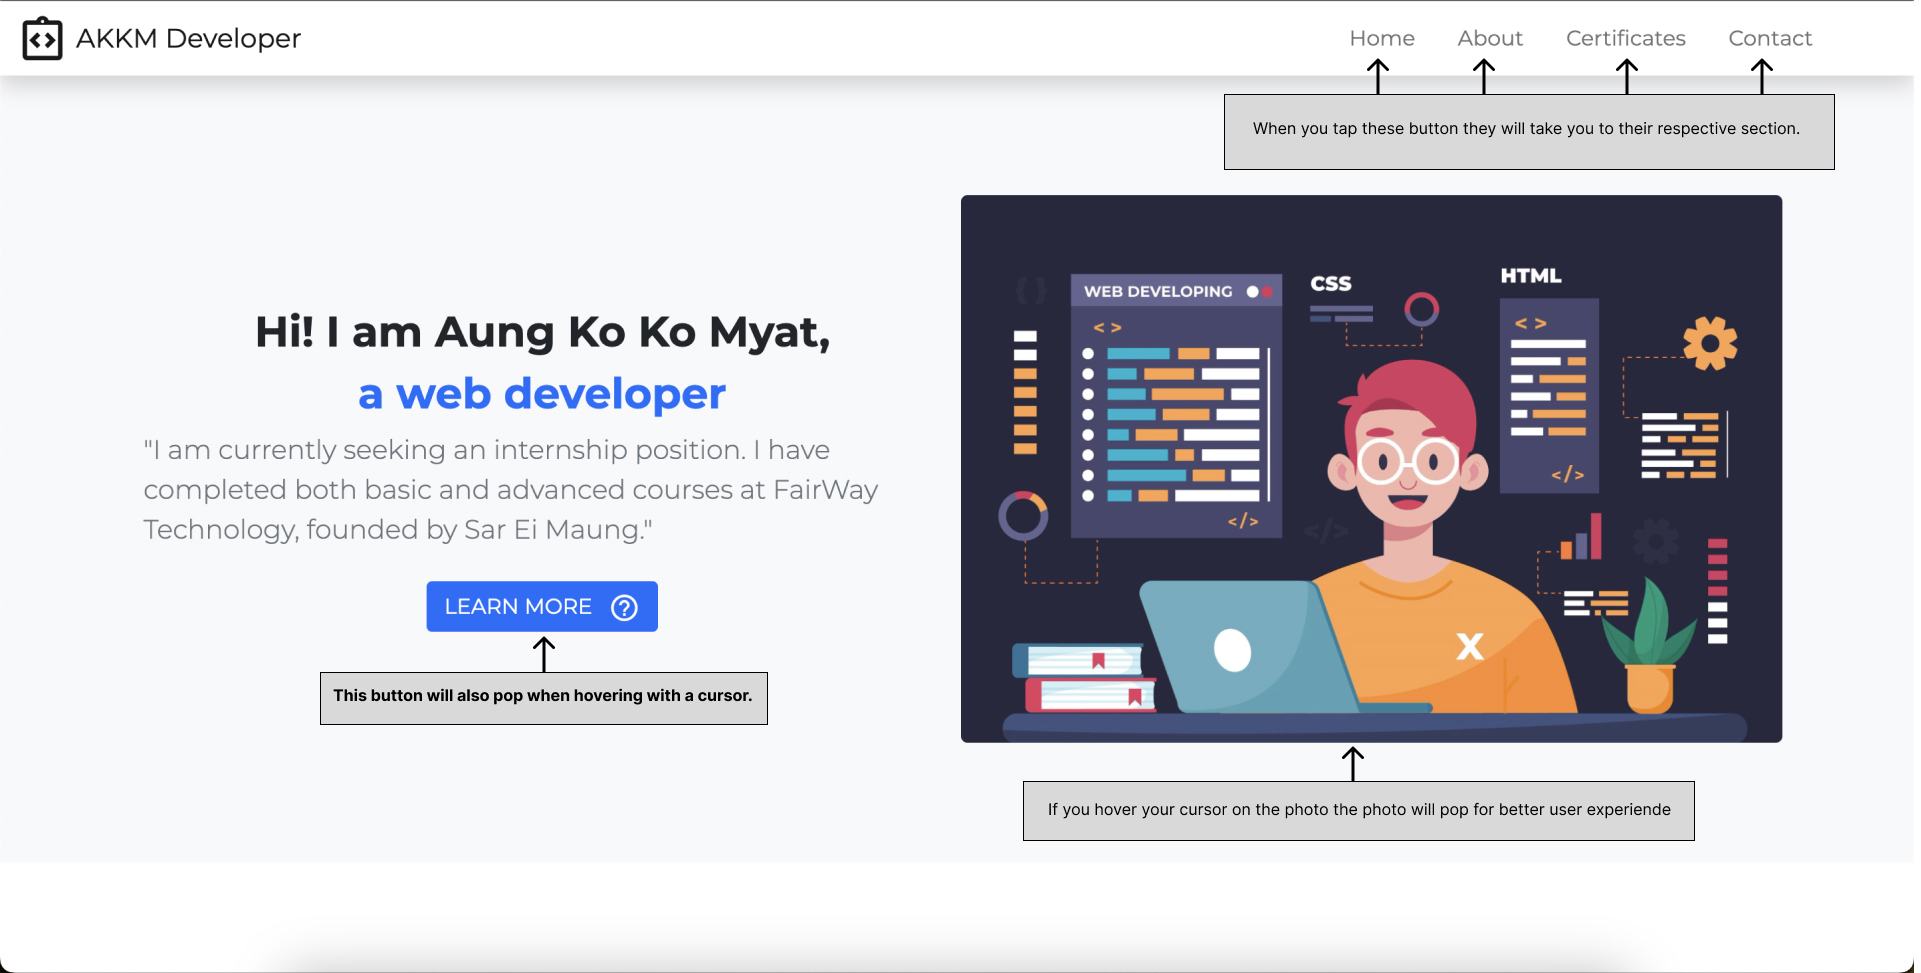 AKKM Developer
Home About Certificates Contact
When you tap these button they will take you to their respective section.
Hi! I am Aung Ko Ko Myat,
a web developer
"I am currently seeking an internship position. I have
completed both basic and advanced courses at FairWay
Technology, founded by Sar Ei Maung."
LEARN MORE
This button will also pop when hovering with a cursor.
{ }
WEB DEVELOPING
< >
</>
CSS
HTML
< >
</>
</>
X
If you hover your cursor on the photo the photo will pop for better user experiende